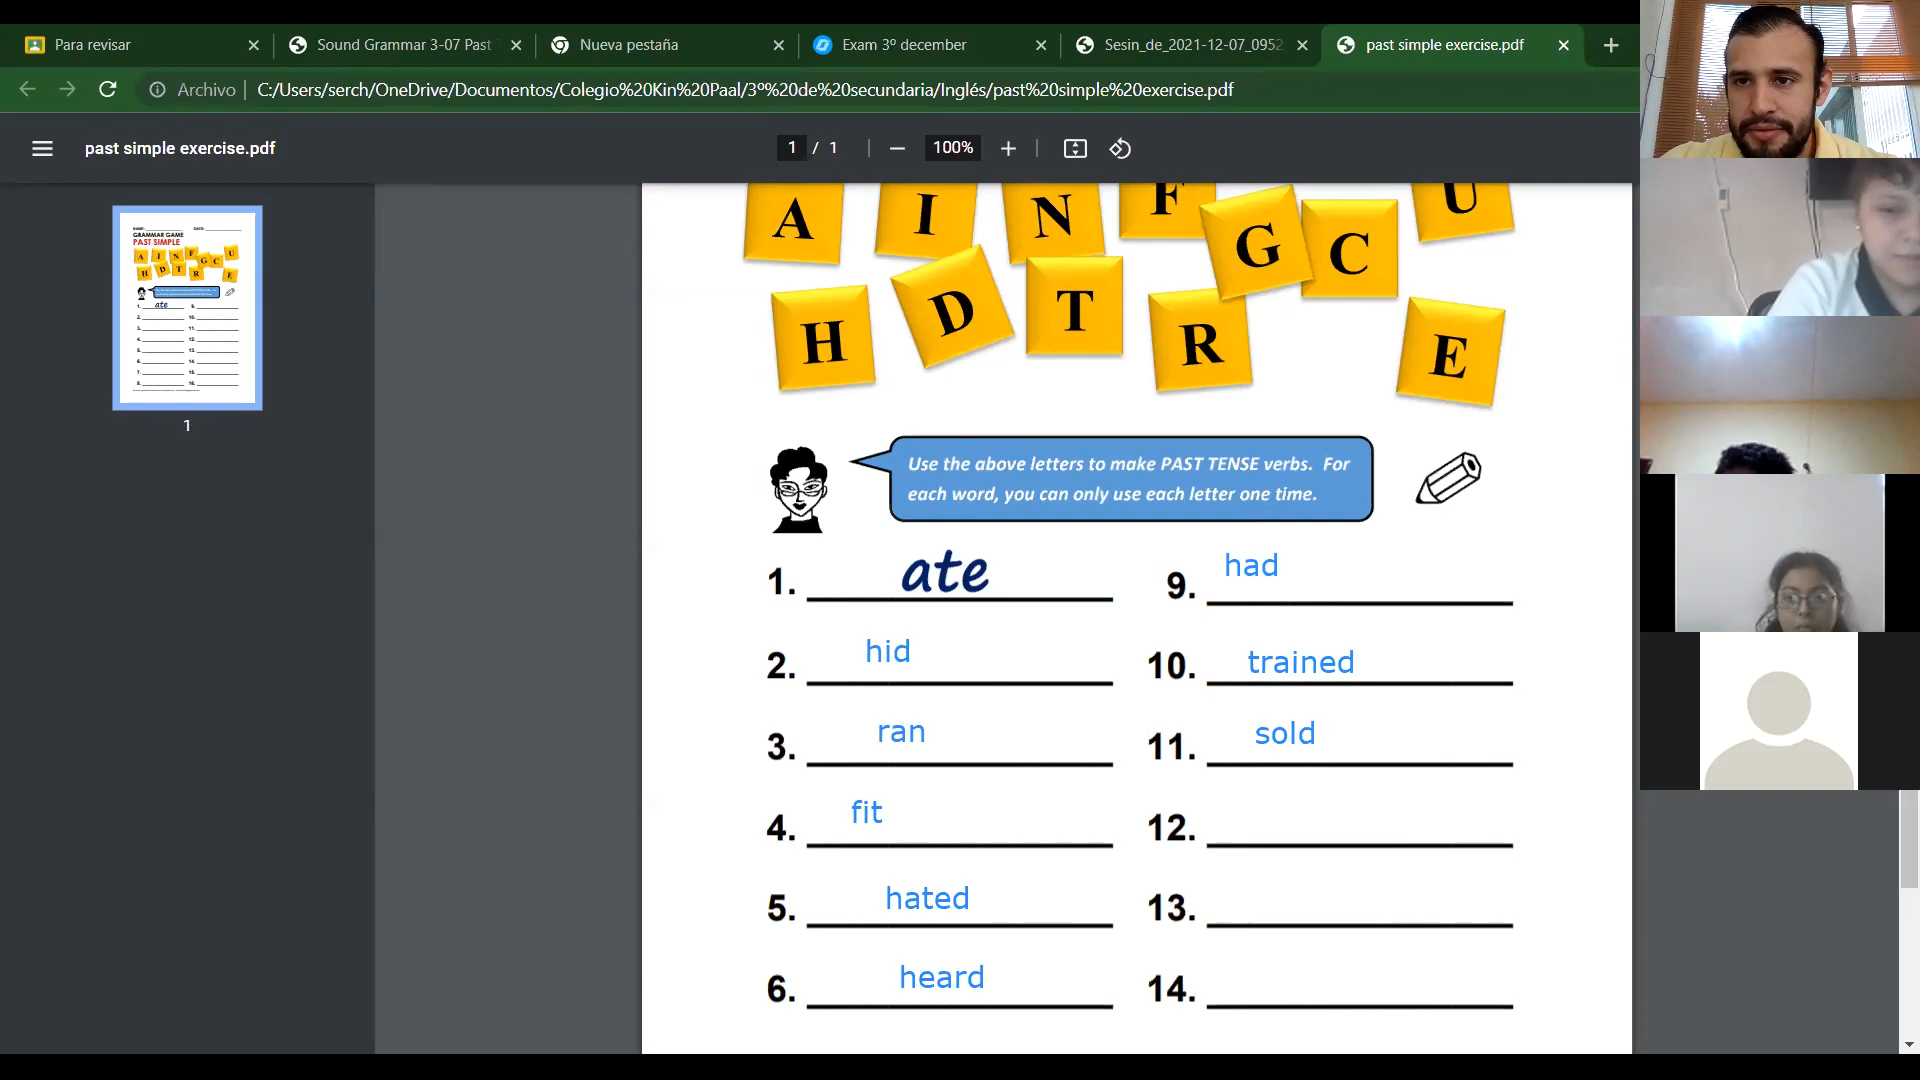 Para revisar
Sound Grammar 3-07 Past
Nueva pestaña
Exam 3º december
Sesin_de_2021-12-07_0952
past simple exercise.pdf
Archivo
C:/Users/serch/OneDrive/Documentos/Colegio%20Kin%20Paal/3º%20de%20secundaria/Inglés/past%20simple%20exercise.pdf
past simple exercise.pdf
1 / 1
100%
GRAMMAR GAME
PAST SIMPLE
1
A I N F G C U
H D T R E
Use the above letters to make PAST TENSE verbs. For
each word, you can only use each letter one time.
1. ate
2. hid
3. ran
4. fit
5. hated
6. heard
9. had
10. trained
11. sold
12.
13.
14.